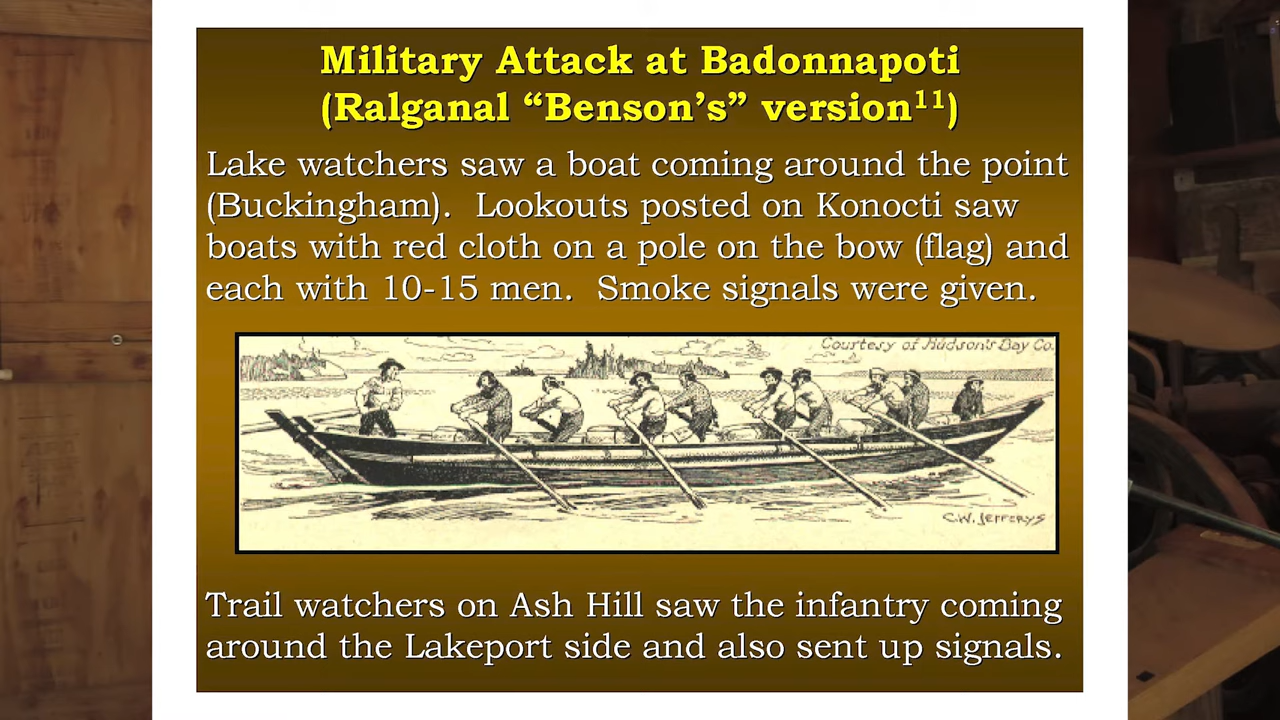 Military Attack at Badonnapoti
(Ralganal “Benson’s” version¹¹)
Lake watchers saw a boat coming around the point
(Buckingham).  Lookouts posted on Konocti saw
boats with red cloth on a pole on the bow (flag) and
each with 10-15 men.  Smoke signals were given.
Courtesy of Hudson's Bay Co.
C.W. Jefferys
Trail watchers on Ash Hill saw the infantry coming
around the Lakeport side and also sent up signals.